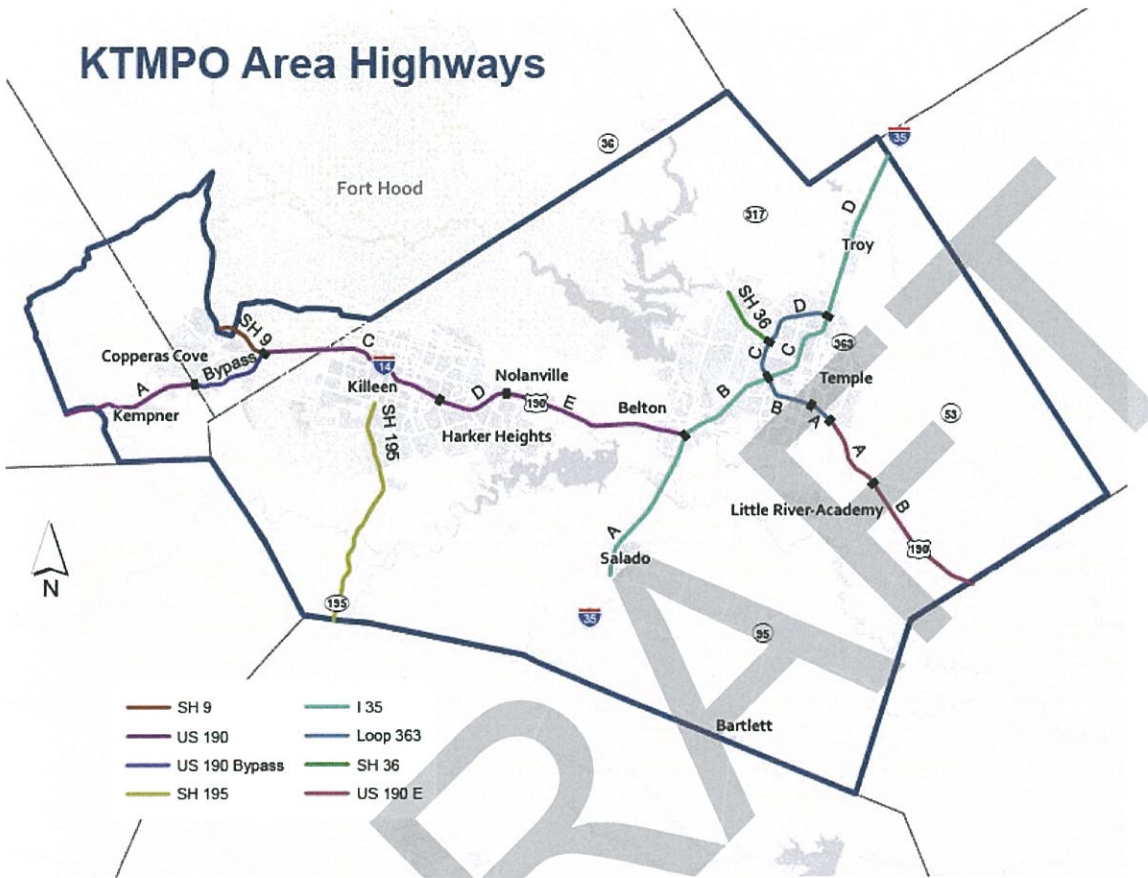 KTMPO Area Highways
36
35
Fort Hood
317
D
Troy
SH 36
D
SH 9
C
C
C
363
Copperas Cove
Bypass
14
Killeen
Nolanville
B
Temple
A
D
190
E
Belton
B
A
53
Kempner
SH 195
Harker Heights
A
Little River-Academy
B
A
Salado
190
N
195
35
95
Bartlett
SH 9
US 190
US 190 Bypass
SH 195
I 35
Loop 363
SH 36
US 190 E
DRAFT